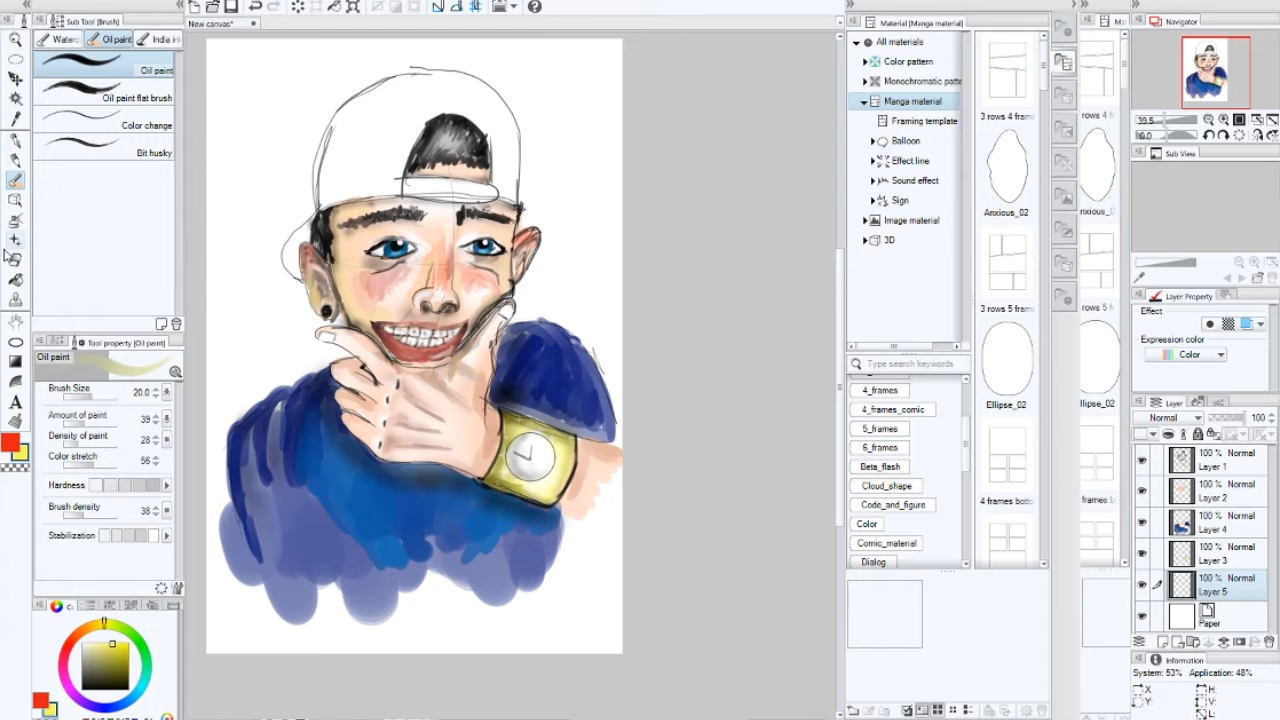 Sub Tool [Brush]
Oil paint
Oil paint
Oil paint flat brush
Color change
Bit husky
Tool property [Oil paint]
Oil paint
Brush Size 20.0
Amount of paint 39
Density of paint 28
Color stretch 56
Hardness
Brush density 38
Stabilization
New canvas*
Material [Manga material]
All materials
Color pattern
Monochromatic patte
Manga material
Framing template
Balloon
Effect line
Sound effect
Sign
Image material
3D
Type search keywords
4_frames
4_frames_comic
5_frames
6_frames
Beta_flash
Cloud_shape
Code_and_figure
Color
Comic_material
Dialog
3 rows 4 fram
Anxious_02
3 rows 5 fram
Ellipse_02
4 frames botto
Navigator
39.5
Sub View
Layer Property
Effect
Expression color
Color
Layer
Normal 100
100 % Normal
Layer 1
100 % Normal
Layer 2
100 % Normal
Layer 4
100 % Normal
Layer 3
100 % Normal
Layer 5
Paper
Information
System: 53% Application: 48%
X H:
Y: V:
L: